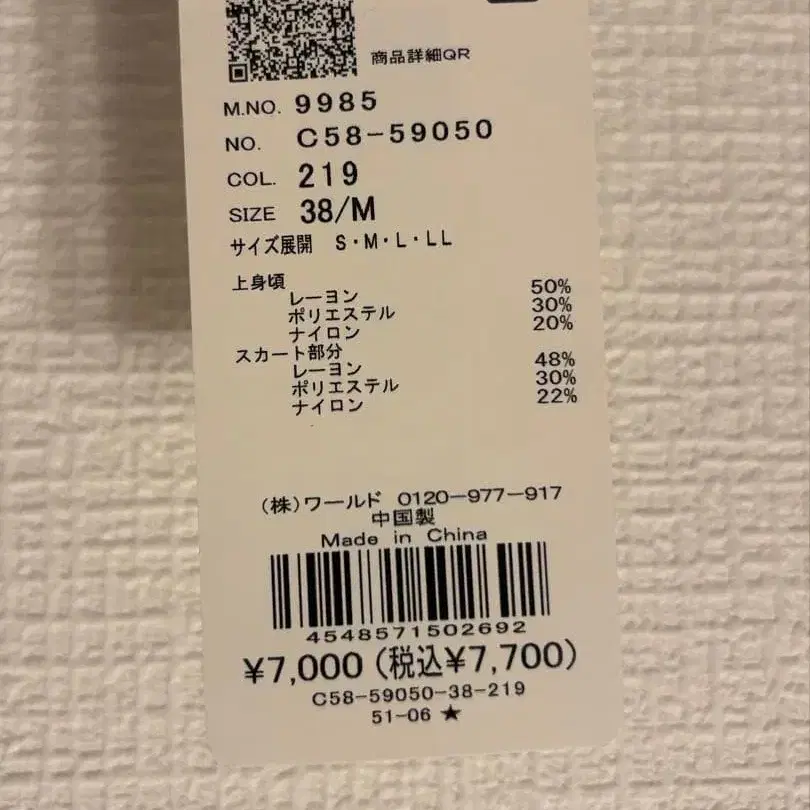 商品詳細QR
M.NO. 9985
NO. C58-59050
COL. 219
SIZE 38/M
サイズ展開 S・M・L・LL
上身頃
レーヨン 50%
ポリエステル 30%
ナイロン 20%
スカート部分
レーヨン 48%
ポリエステル 30%
ナイロン 22%
(株)ワールド 0120-977-917
中国製
Made in China
4548571502692
¥7,000(税込¥7,700)
C58-59050-38-219
51-06 ★